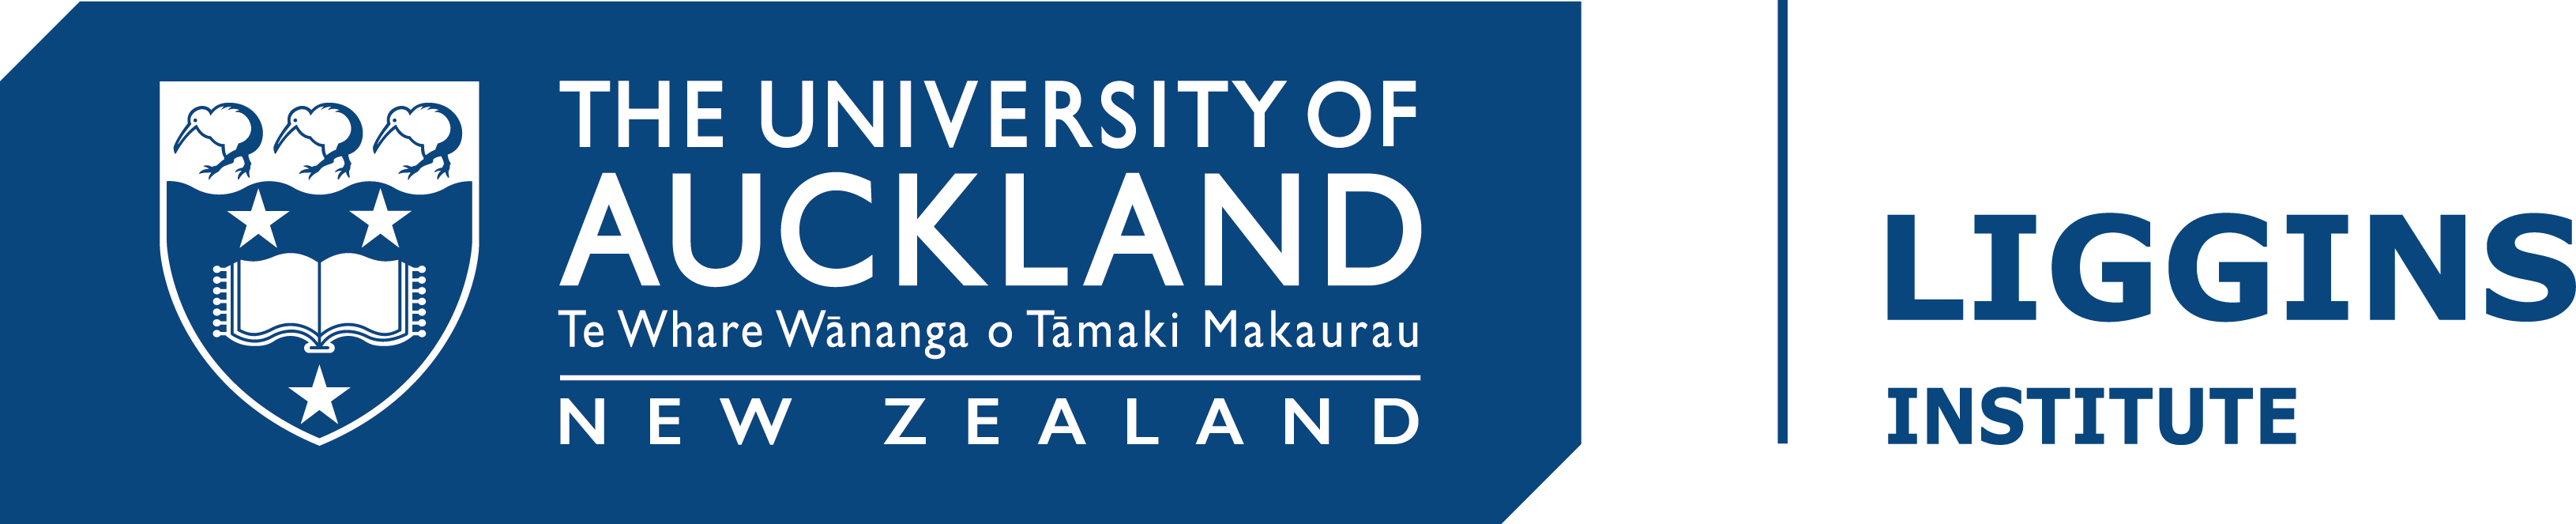 THE UNIVERSITY OF
AUCKLAND
Te Whare Wānanga o Tāmaki Makaurau
NEW ZEALAND
LIGGINS
INSTITUTE